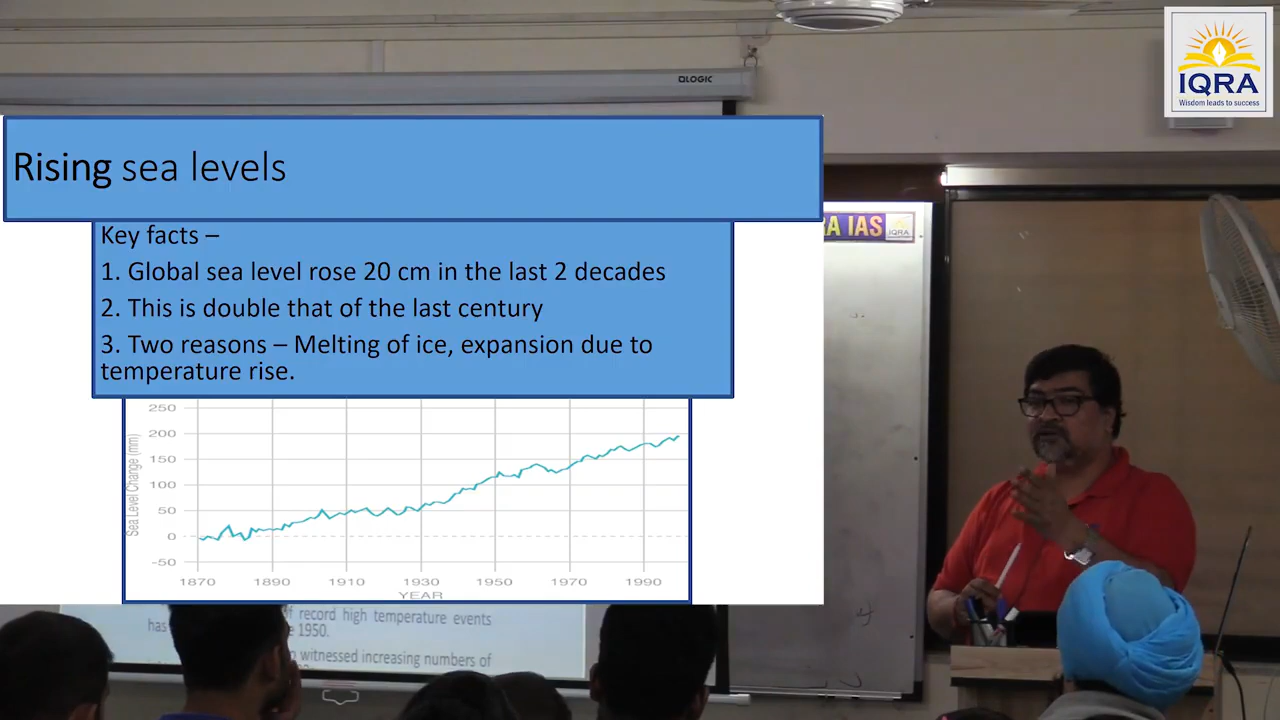 QLOGIC
IQRA
Wisdom leads to success
Rising sea levels
A IAS IQRA
Key facts –
1. Global sea level rose 20 cm in the last 2 decades
2. This is double that of the last century
3. Two reasons – Melting of ice, expansion due to
temperature rise.
Sea Level Change (mm)
250
200
150
100
50
0
-50
1870 1890 1910 1930 1950 1970 1990
YEAR
record high temperature events
has 1950.
witnessed increasing numbers of